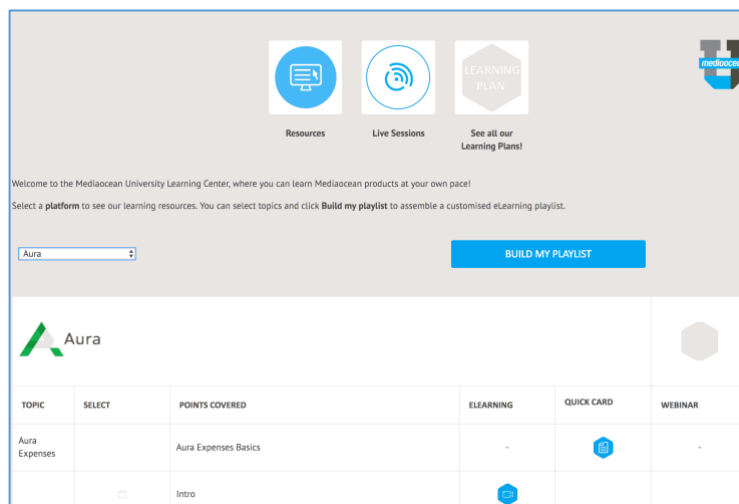 LEARNING
PLAN
Resources
Live Sessions
See all our
Learning Plans!
Welcome to the Mediaocean University Learning Center, where you can learn Mediaocean products at your own pace!
Select a platform to see our learning resources. You can select topics and click Build my playlist to assemble a customised eLearning playlist.
Aura
BUILD MY PLAYLIST
Aura
TOPIC SELECT POINTS COVERED ELEARNING QUICK CARD WEBINAR
Aura
Expenses
Aura Expenses Basics - -
Intro